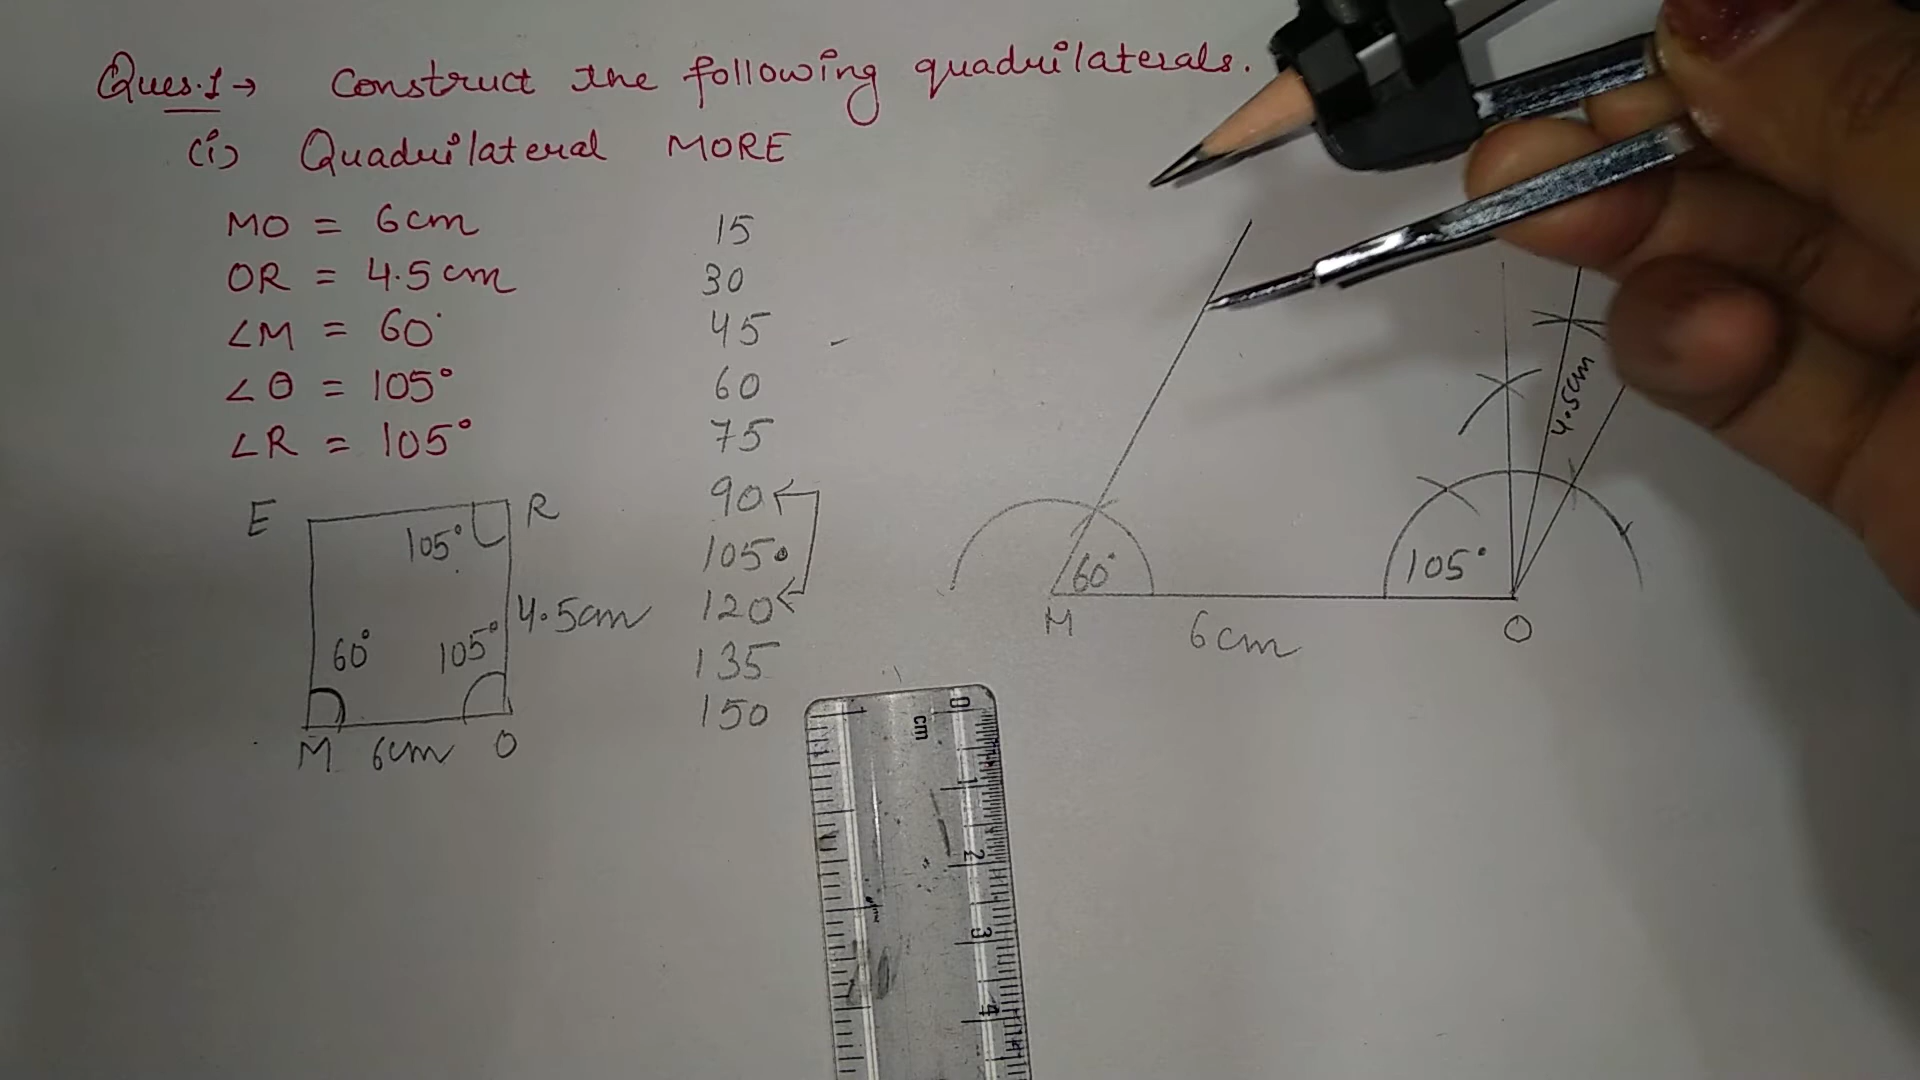 Ques.1→ Construct the following quadrilaterals.
(i) Quadrilateral MORE
MO = 6cm
OR = 4.5cm
∠M = 60°
∠O = 105°
∠R = 105°
E R
105°
4.5cm
60° 105°
M 6cm O
15
30
45
60
75
90
105
120
135
150
4.5cm
60° 105°
M 6cm O
0 cm
1
2
3
4